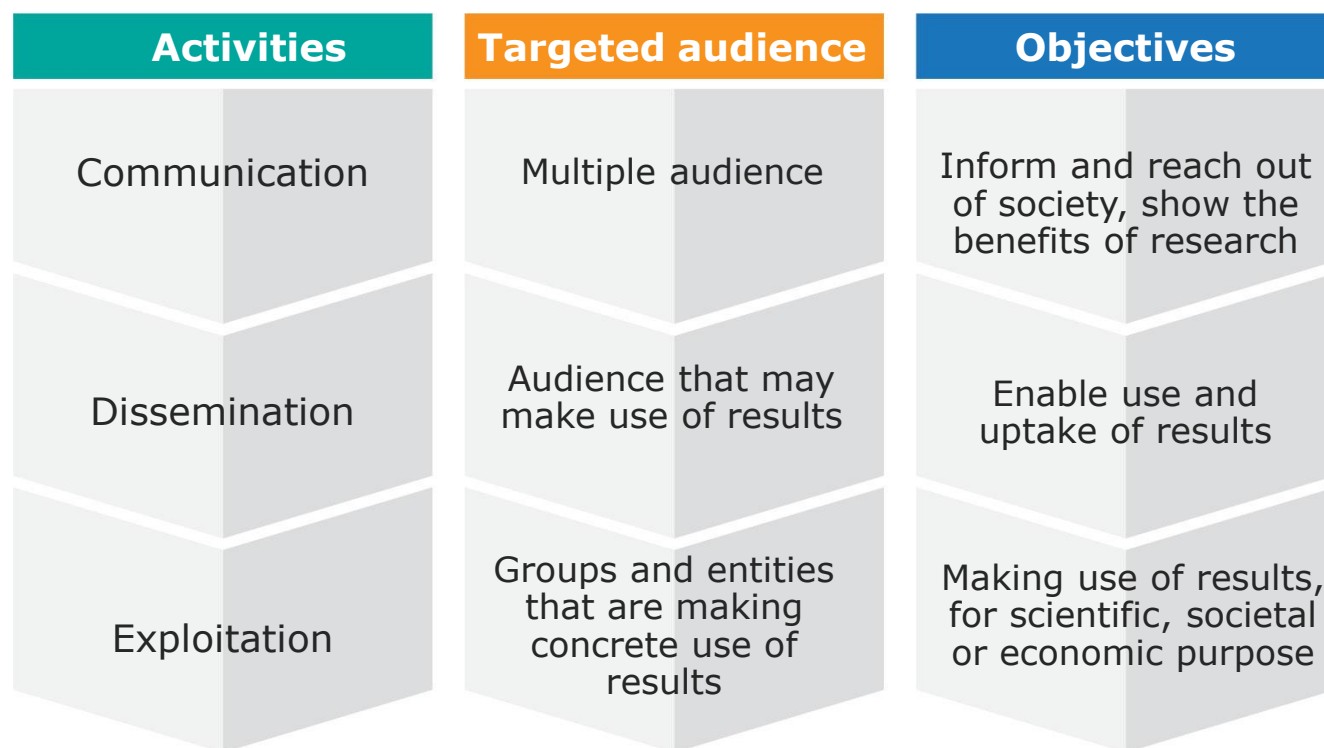 Activities
Targeted audience
Objectives
Communication
Multiple audience
Inform and reach out
of society, show the
benefits of research
Dissemination
Audience that may
make use of results
Enable use and
uptake of results
Exploitation
Groups and entities
that are making
concrete use of
results
Making use of results,
for scientific, societal
or economic purpose